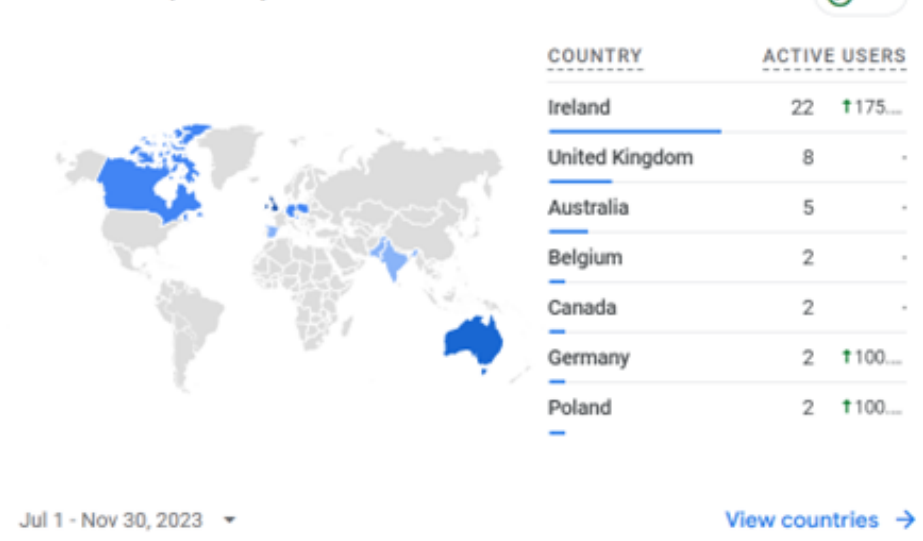 COUNTRY ACTIVE USERS
Ireland 22 ↑175....
United Kingdom 8 -
Australia 5 -
Belgium 2 -
Canada 2 -
Germany 2 ↑100....
Poland 2 ↑100....
Jul 1 - Nov 30, 2023
View countries →